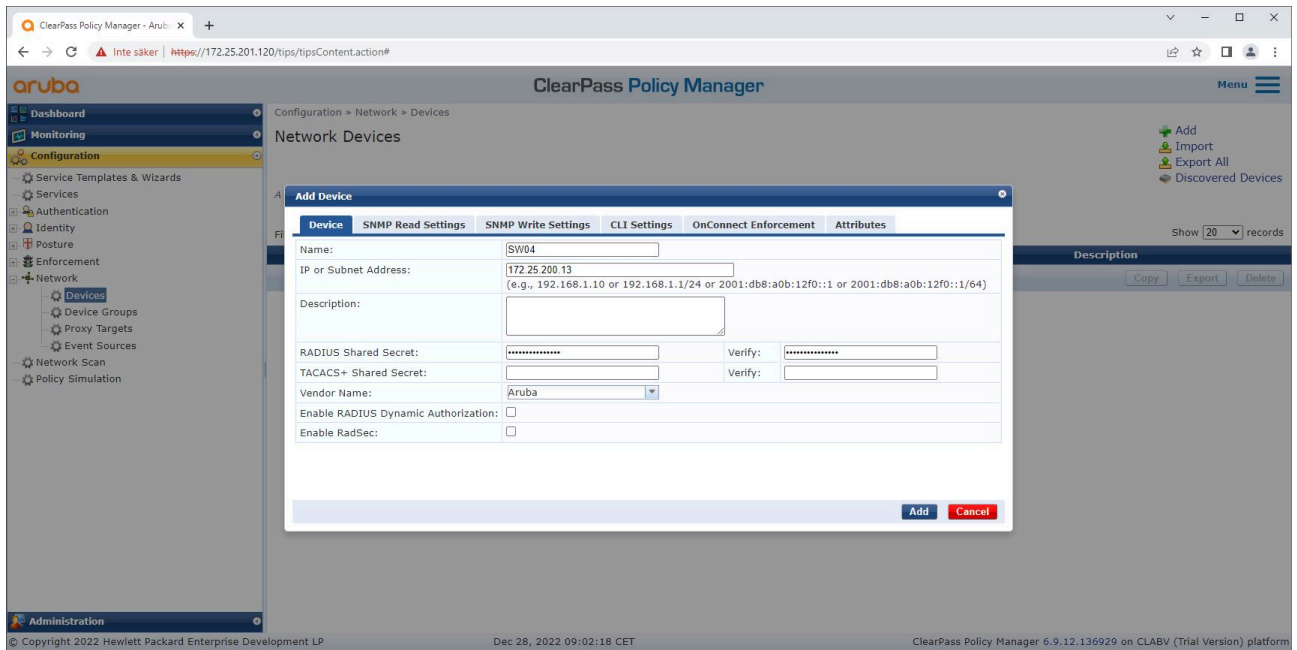 ClearPass Policy Manager - Arub
Inte säker | https://172.25.201.120/tips/tipsContent.action#
aruba
ClearPass Policy Manager
Menu
Dashboard
Monitoring
Configuration
Service Templates & Wizards
Services
Authentication
Identity
Posture
Enforcement
Network
Devices
Device Groups
Proxy Targets
Event Sources
Network Scan
Policy Simulation
Administration
Configuration » Network » Devices
Network Devices
Add
Import
Export All
Discovered Devices
A
Fi
Show 20 records
Description
Copy Export Delete
Add Device
Device SNMP Read Settings SNMP Write Settings CLI Settings OnConnect Enforcement Attributes
Name: SW04
IP or Subnet Address: 172.25.200.13
(e.g., 192.168.1.10 or 192.168.1.1/24 or 2001:db8:a0b:12f0::1 or 2001:db8:a0b:12f0::1/64)
Description:
RADIUS Shared Secret: ••••••••••••••• Verify: •••••••••••••••
TACACS+ Shared Secret: Verify:
Vendor Name: Aruba
Enable RADIUS Dynamic Authorization:
Enable RadSec:
Add Cancel
© Copyright 2022 Hewlett Packard Enterprise Development LP Dec 28, 2022 09:02:18 CET ClearPass Policy Manager 6.9.12.136929 on CLABV (Trial Version) platform